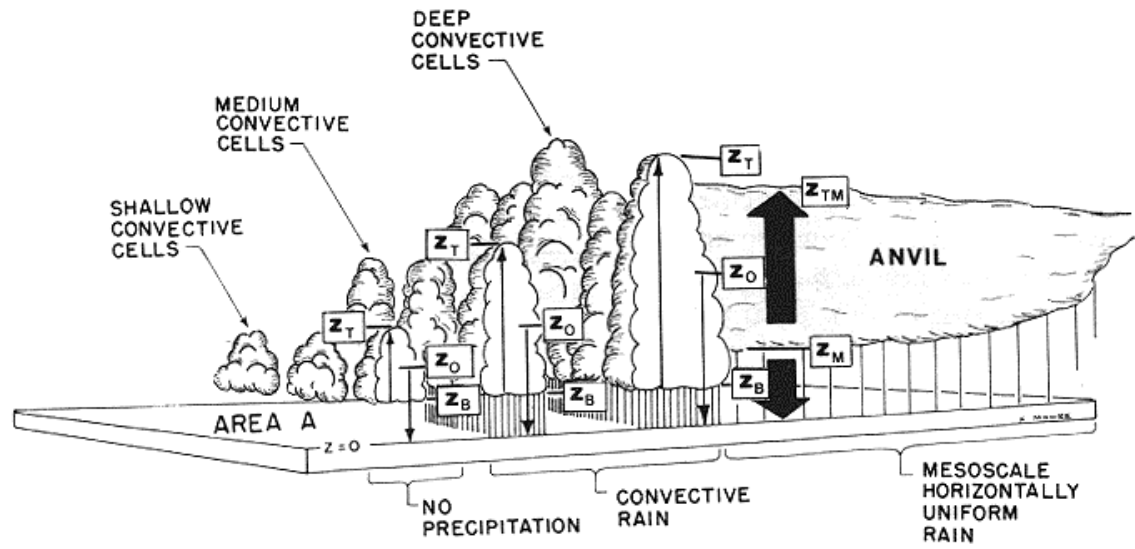 DEEP
CONVECTIVE
CELLS
MEDIUM
CONVECTIVE
CELLS
SHALLOW
CONVECTIVE
CELLS
Z_T
Z_TM
Z_T
ANVIL
Z_O
Z_T
Z_O
Z_M
Z_O
Z_B
Z_B
Z_B
AREA A
Z=0
NO
PRECIPITATION
CONVECTIVE
RAIN
MESOSCALE
HORIZONTALLY
UNIFORM
RAIN